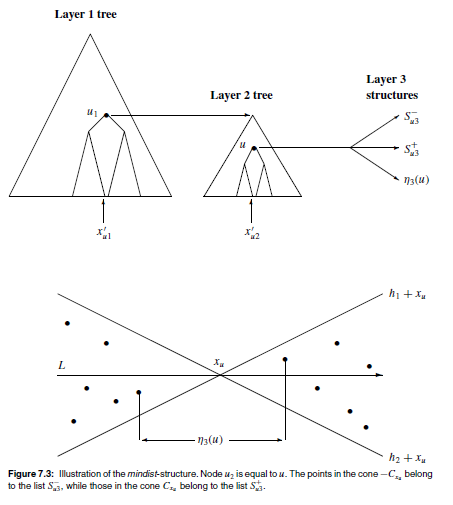 Layer 1 tree
Layer 2 tree
Layer 3
structures
u₁
u
S⁻ᵤ₃
S⁺ᵤ₃
η₃(u)
x′ᵤ₁
x′ᵤ₂
h₁ + xᵤ
L
xᵤ
η₃(u)
h₂ + xᵤ
Figure 7.3: Illustration of the mindist-structure. Node u₂ is equal to u. The points in the cone −Cₓᵤ belong
to the list S⁻ᵤ₃, while those in the cone Cₓᵤ belong to the list S⁺ᵤ₃.